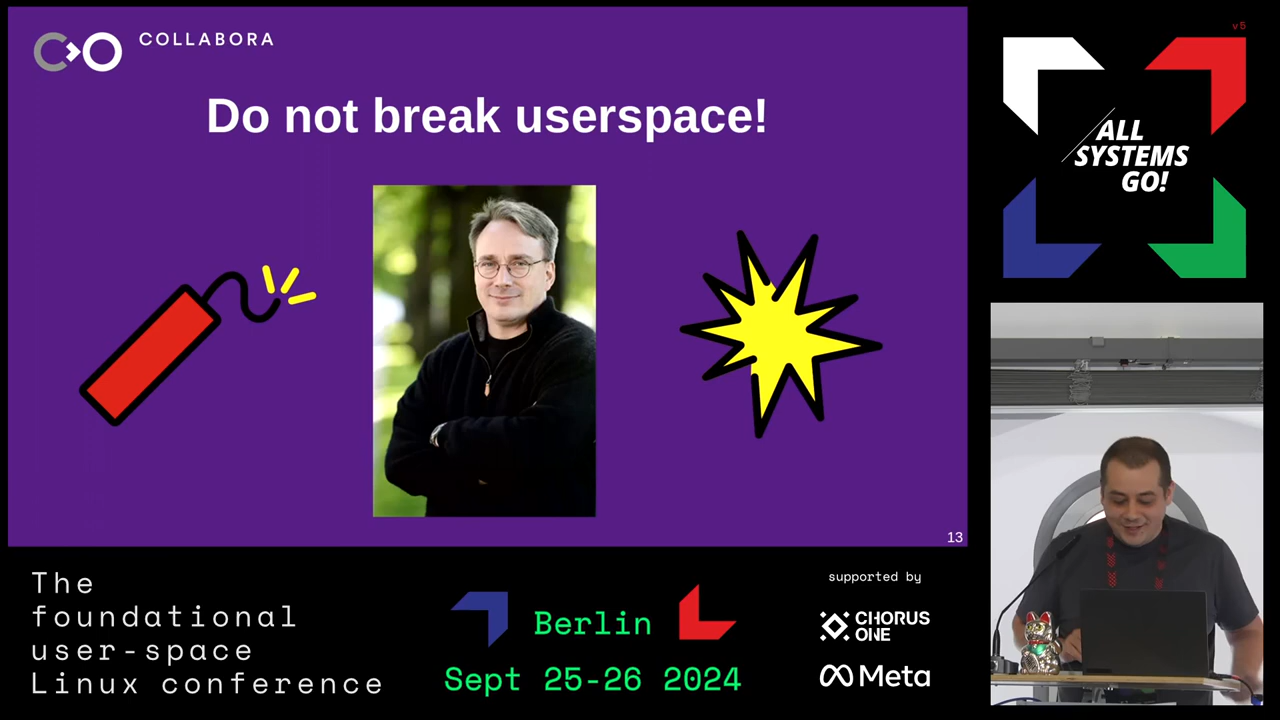 COLLABORA
Do not break userspace!
13
v5
ALL
SYSTEMS
GO!
The
foundational
user-space
Linux conference
Berlin
Sept 25-26 2024
supported by
CHORUS
ONE
Meta